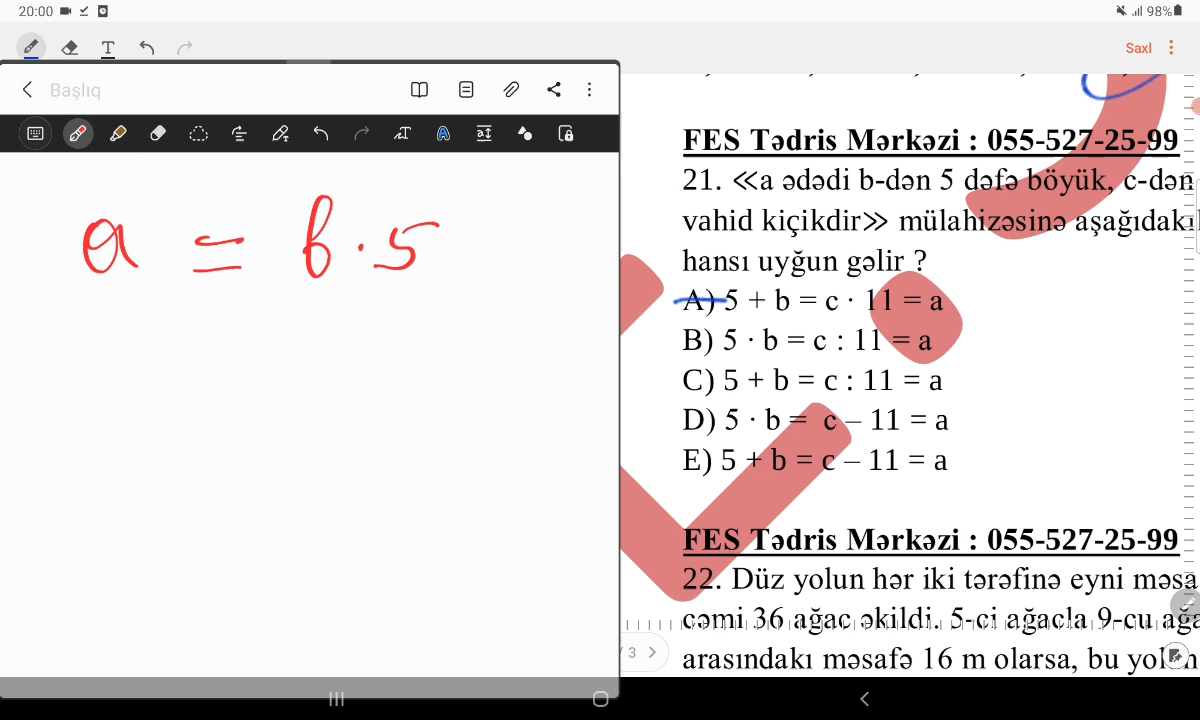 20:00
98%
Saxl
Başlıq
a = b · 5
FES Tədris Mərkəzi : 055-527-25-99
21. ≪a ədədi b-dən 5 dəfə böyük, c-dən
vahid kiçikdir≫ mülahizəsinə aşağıdakı
hansı uyğun gəlir ?
A) 5 + b = c · 11 = a
B) 5 · b = c : 11 = a
C) 5 + b = c : 11 = a
D) 5 · b = c – 11 = a
E) 5 + b = c – 11 = a
FES Tədris Mərkəzi : 055-527-25-99
22. Düz yolun hər iki tərəfinə eyni məsa
cəmi 36 ağac əkildi. 5-ci ağacla 9-cu ağa
/ 3
arasındakı məsafə 16 m olarsa, bu